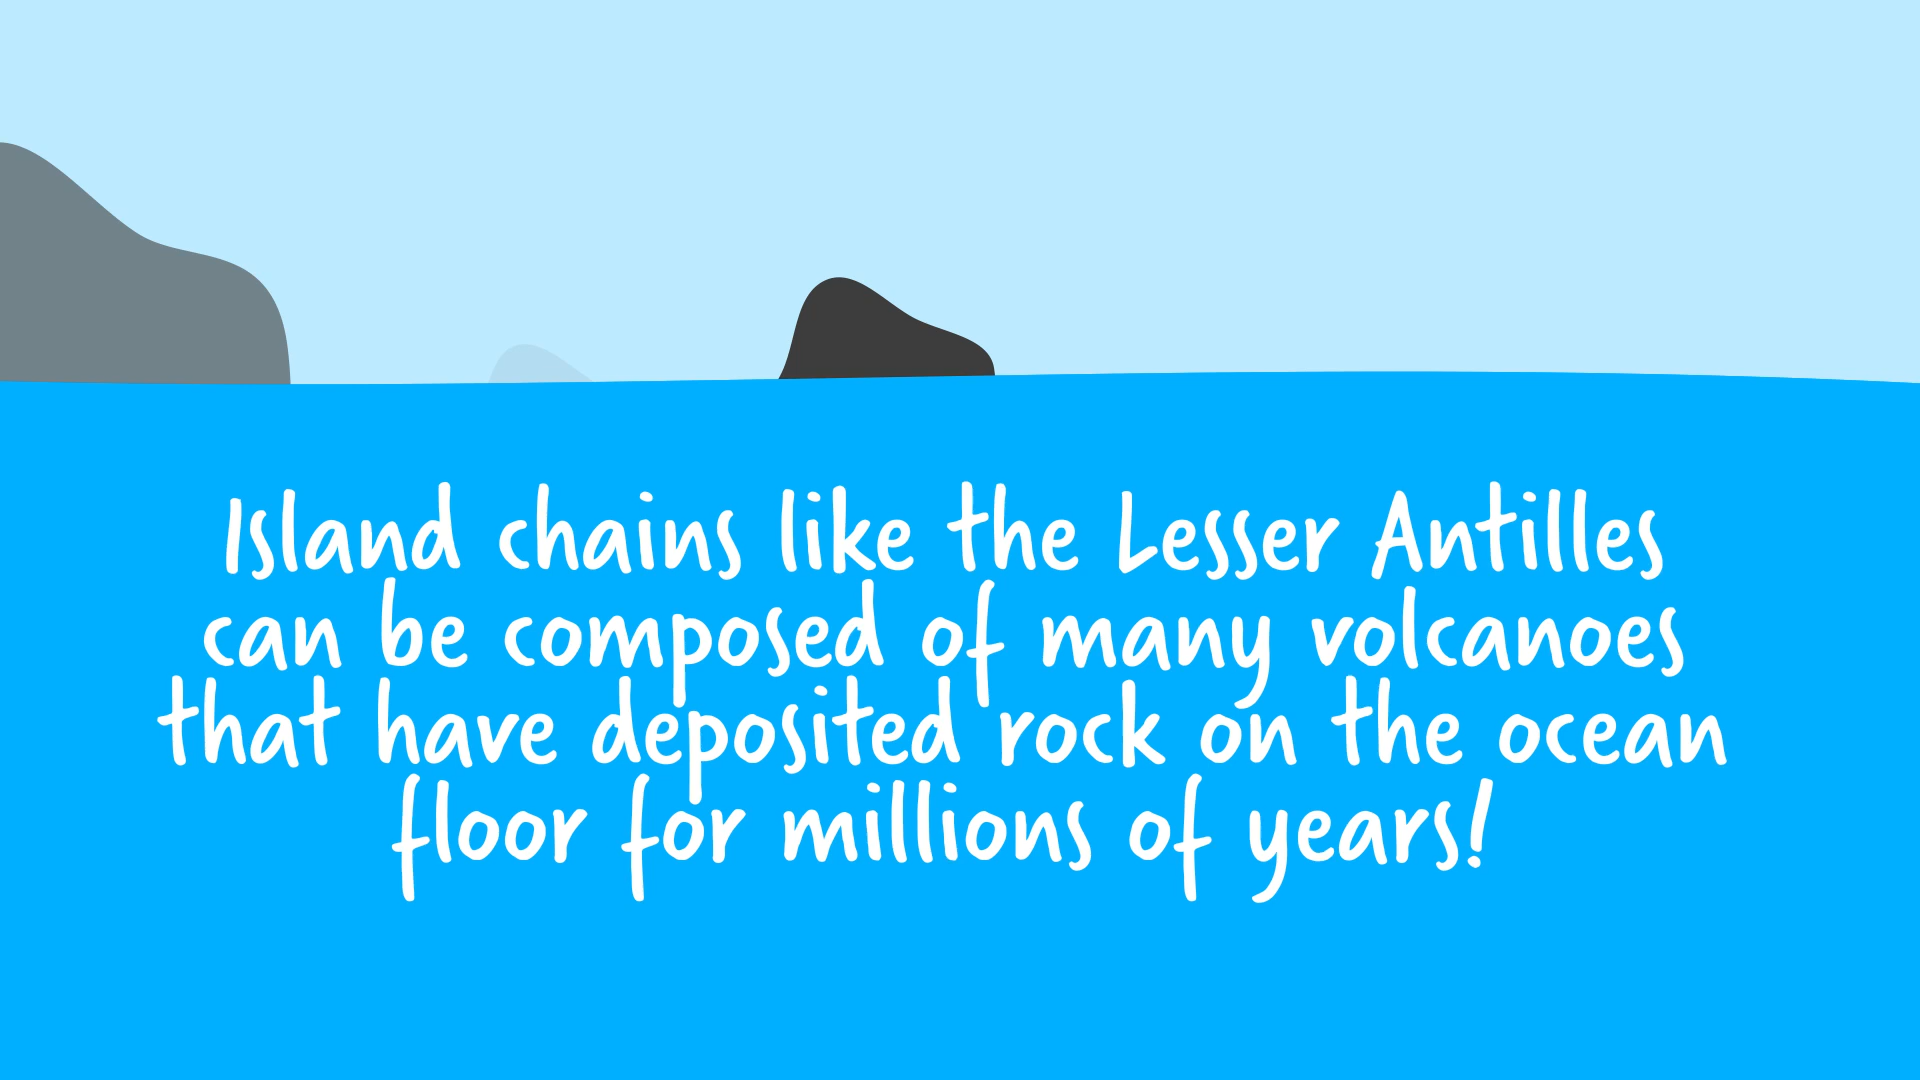 Island chains like the Lesser Antilles
can be composed of many volcanoes
that have deposited rock on the ocean
floor for millions of years!